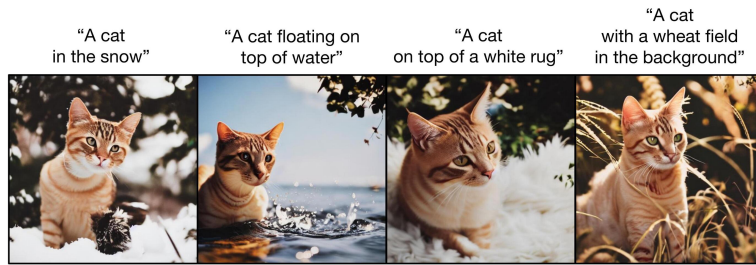 “A cat
in the snow”
“A cat floating on
top of water”
“A cat
on top of a white rug”
“A cat
with a wheat field
in the background”